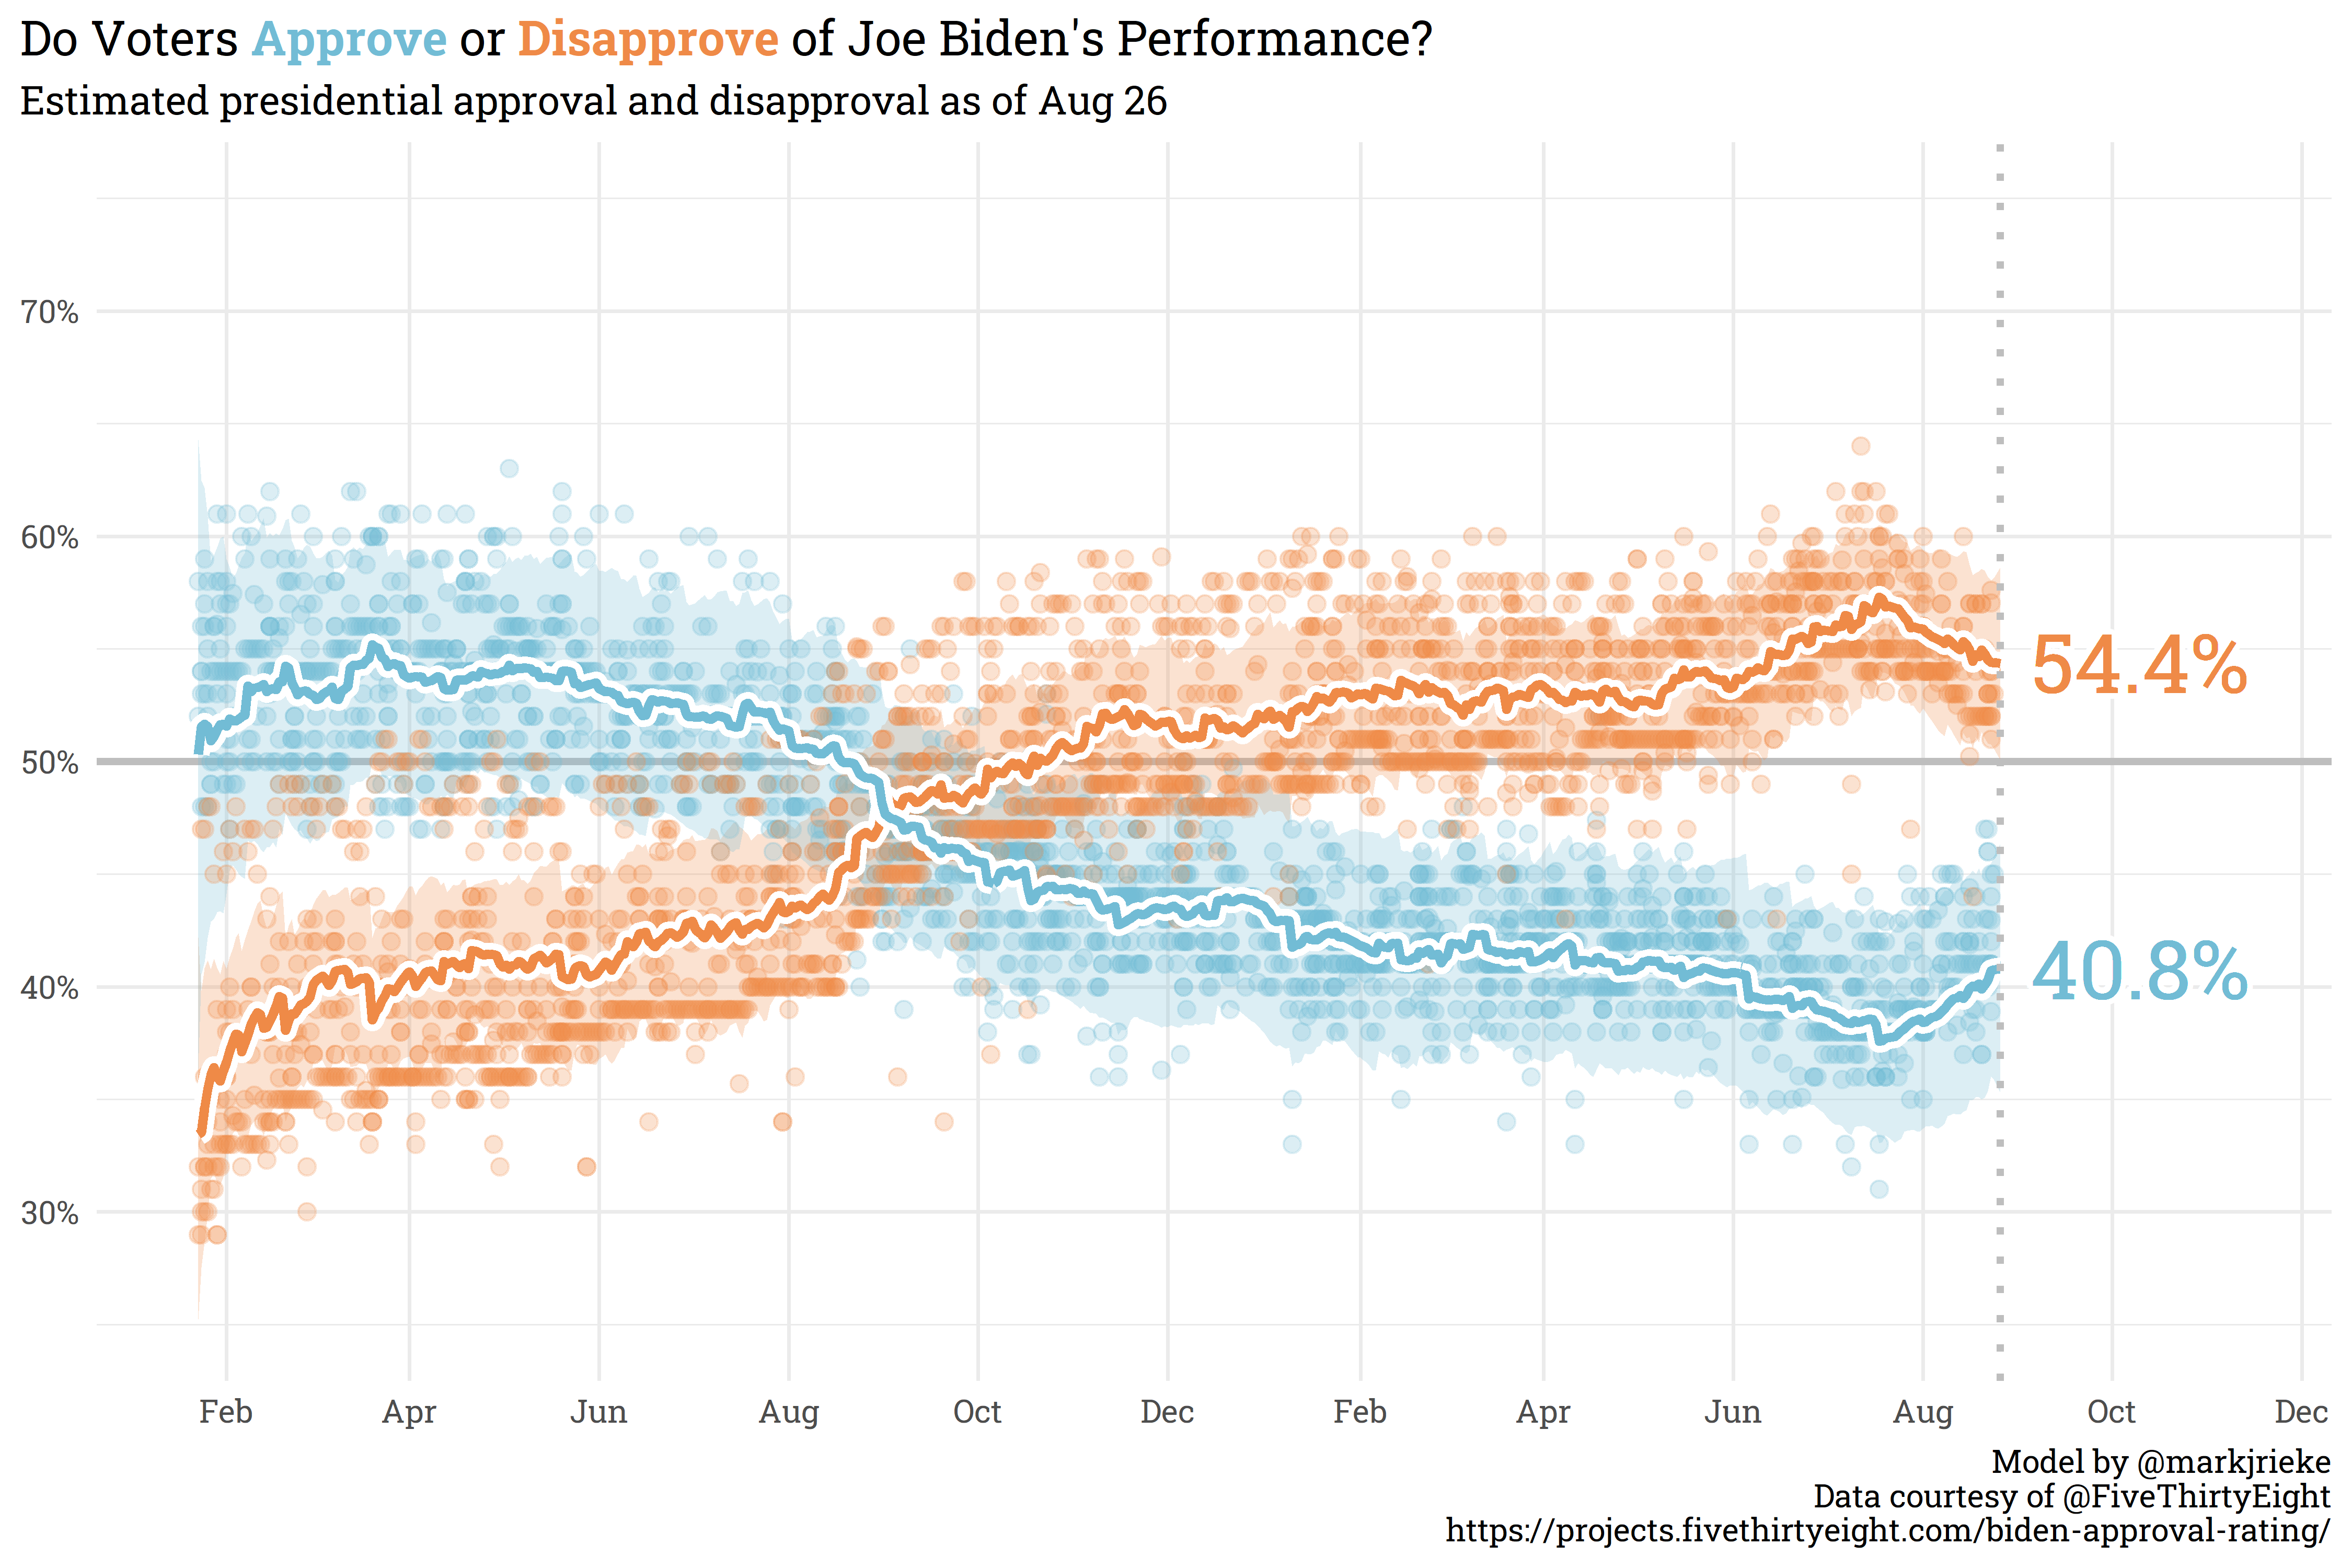 Do Voters Approve or Disapprove of Joe Biden's Performance?
Estimated presidential approval and disapproval as of Aug 26
70%
60%
50%
40%
30%
54.4%
40.8%
Feb Apr Jun Aug Oct Dec Feb Apr Jun Aug Oct Dec
Model by @markjrieke
Data courtesy of @FiveThirtyEight
https://projects.fivethirtyeight.com/biden-approval-rating/